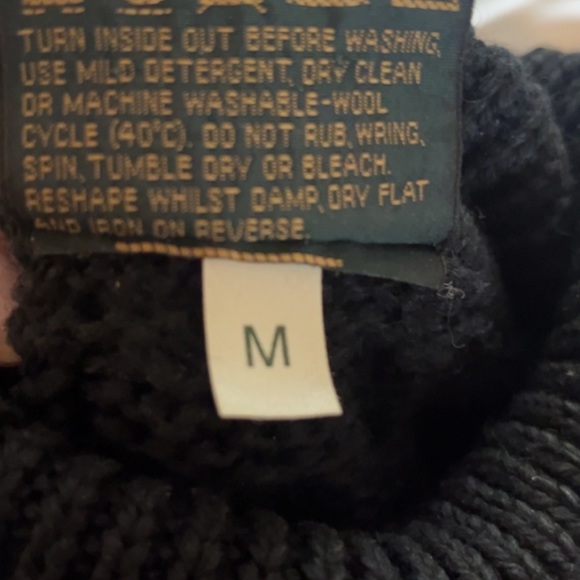 TURN INSIDE OUT BEFORE WASHING,
USE MILD DETERGENT, DRY CLEAN
OR MACHINE WASHABLE-WOOL
CYCLE (40°C). DO NOT RUB, WRING,
SPIN, TUMBLE DRY OR BLEACH.
RESHAPE WHILST DAMP, DRY FLAT
AND IRON ON REVERSE.
M